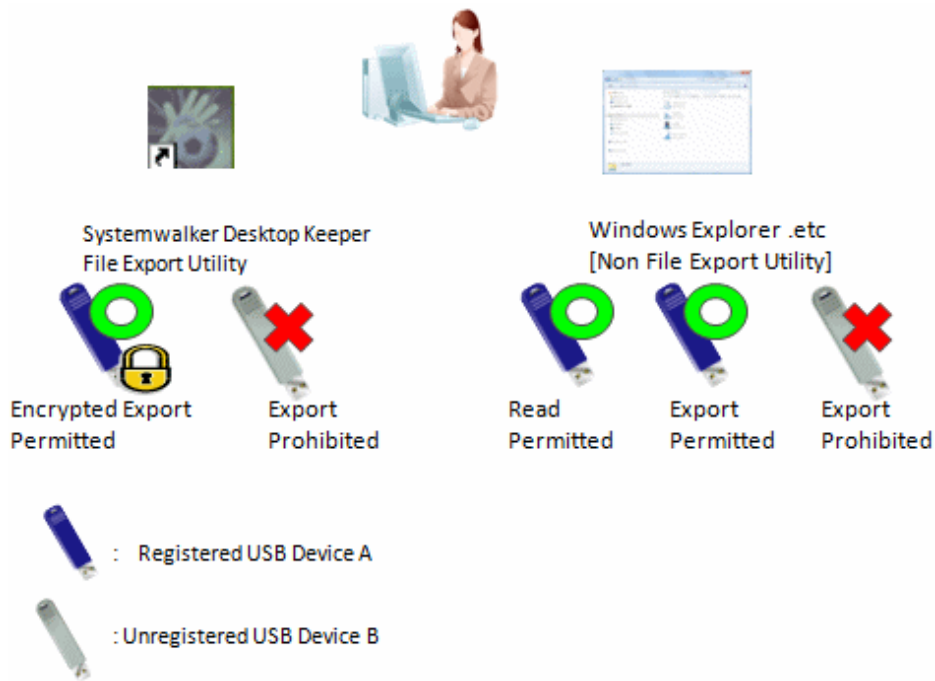 Systemwalker Desktop Keeper
File Export Utility
Windows Explorer .etc
[Non File Export Utility]
Encrypted Export
Permitted
Export
Prohibited
Read
Permitted
Export
Permitted
Export
Prohibited
: Registered USB Device A
: Unregistered USB Device B